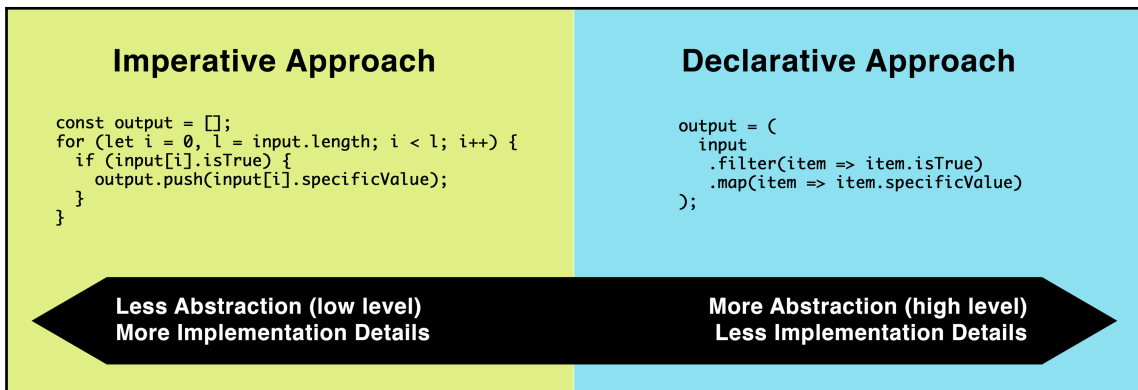 Imperative Approach
const output = [];
for (let i = 0, l = input.length; i < l; i++) {
  if (input[i].isTrue) {
    output.push(input[i].specificValue);
  }
}
Declarative Approach
output = (
  input
    .filter(item => item.isTrue)
    .map(item => item.specificValue)
);
Less Abstraction (low level)
More Implementation Details
More Abstraction (high level)
Less Implementation Details